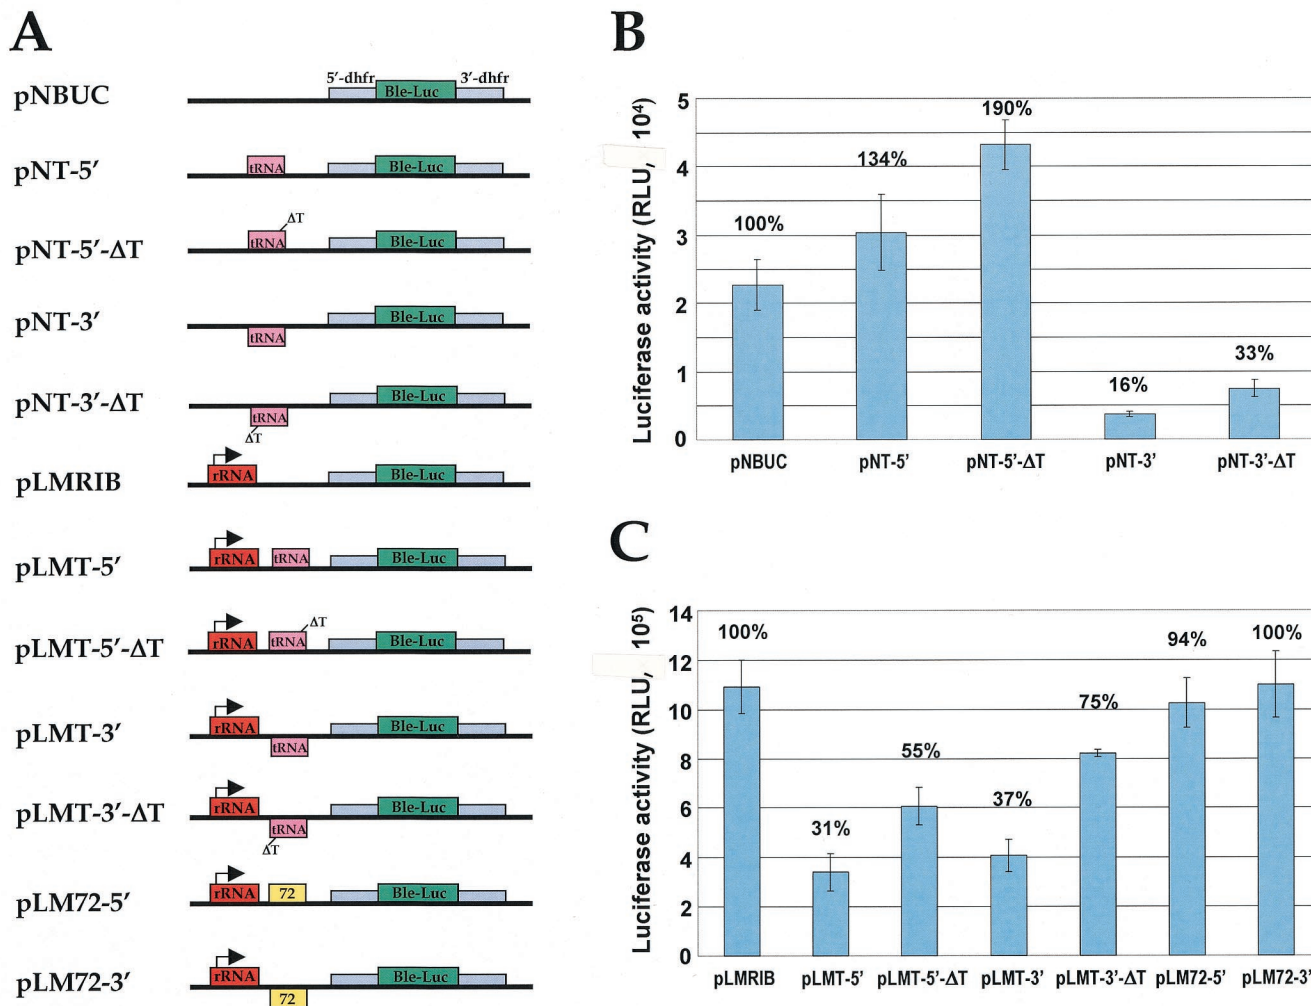 A
pNBUC
5′-dhfr
Ble-Luc
3′-dhfr
pNT-5′
tRNA
Ble-Luc
pNT-5′-ΔT
tRNA
ΔT
Ble-Luc
pNT-3′
tRNA
Ble-Luc
pNT-3′-ΔT
tRNA
ΔT
Ble-Luc
pLMRIB
rRNA
Ble-Luc
pLMT-5′
rRNA
tRNA
Ble-Luc
pLMT-5′-ΔT
rRNA
tRNA
ΔT
Ble-Luc
pLMT-3′
rRNA
tRNA
Ble-Luc
pLMT-3′-ΔT
rRNA
tRNA
ΔT
Ble-Luc
pLM72-5′
rRNA
72
Ble-Luc
pLM72-3′
rRNA
72
Ble-Luc
B
Luciferase activity (RLU, 10⁴)
5
4
3
2
1
0
100%
134%
190%
16%
33%
pNBUC
pNT-5'
pNT-5'-ΔT
pNT-3'
pNT-3'-ΔT
C
Luciferase activity (RLU, 10⁵)
14
12
10
8
6
4
2
0
100%
31%
55%
37%
75%
94%
100%
pLMRIB
pLMT-5'
pLMT-5'-ΔT
pLMT-3'
pLMT-3'-ΔT
pLM72-5'
pLM72-3'